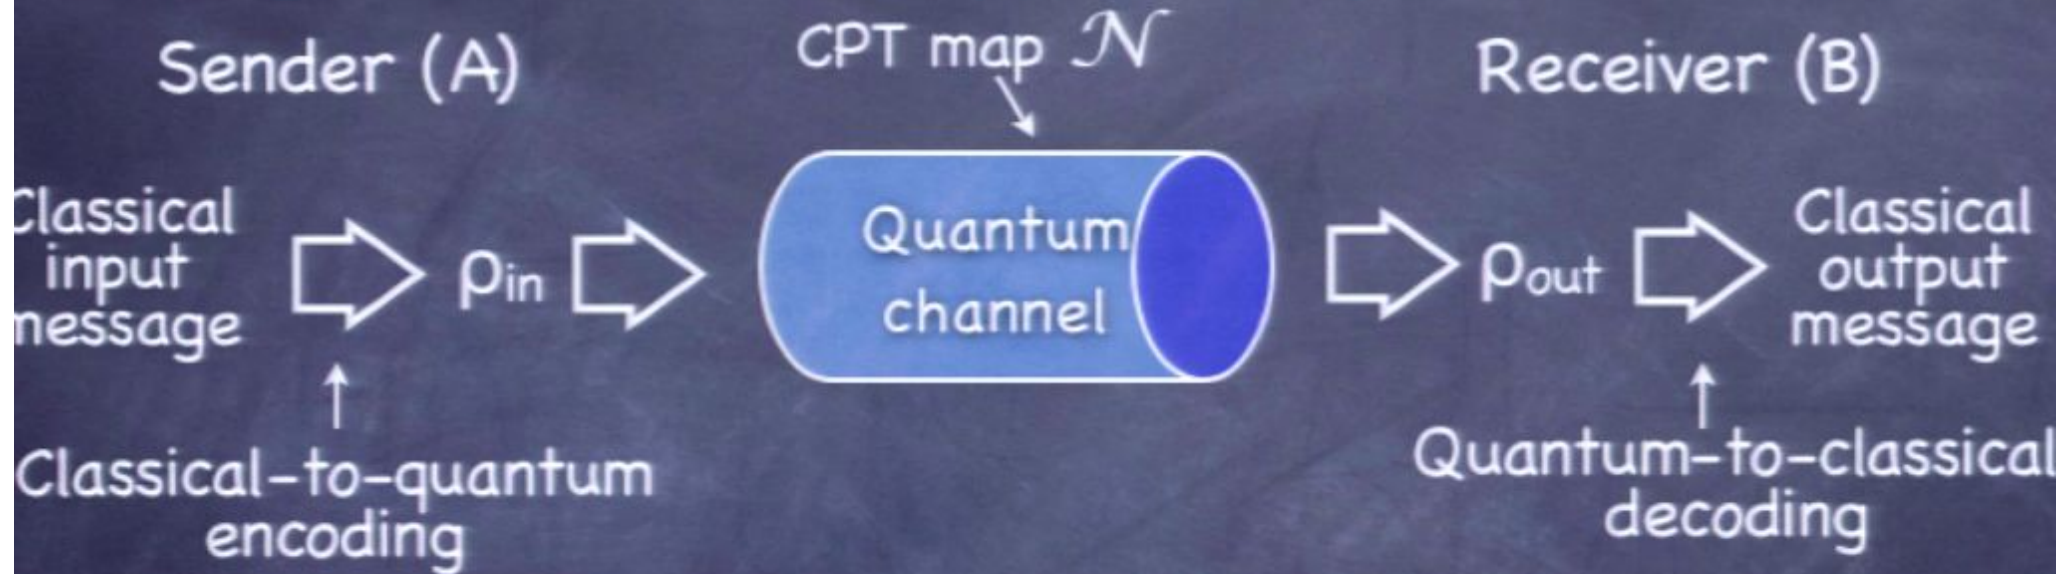 Sender (A)
CPT map 𝒩
Receiver (B)
Classical
input
message
ρin
Quantum
channel
ρout
Classical
output
message
Classical-to-quantum
encoding
Quantum-to-classical
decoding